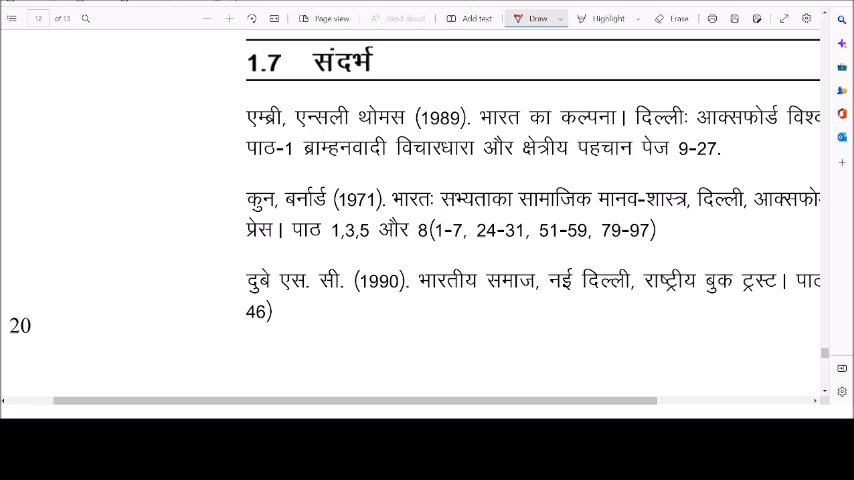 12 of 13 Page view Read aloud Add text Draw Highlight Erase
1.7 संदर्भ
एम्ब्री, एन्सली थोमस (1989). भारत का कल्पना। दिल्लीः आक्सफोर्ड
पाठ-1 ब्राम्हनवादी विचारधारा और क्षेत्रीय पहचान पेज 9-27.
कुन, बर्नार्ड (1971). भारतः सभ्यताका सामाजिक मानव-शास्त्र, दिल्ली,
प्रेस। पाठ 1,3,5 और 8(1-7, 24-31, 51-59, 79-97)
दुबे एस. सी. (1990). भारतीय समाज, नई दिल्ली, राष्ट्रीय बुक ट्रस्ट।
46)
20